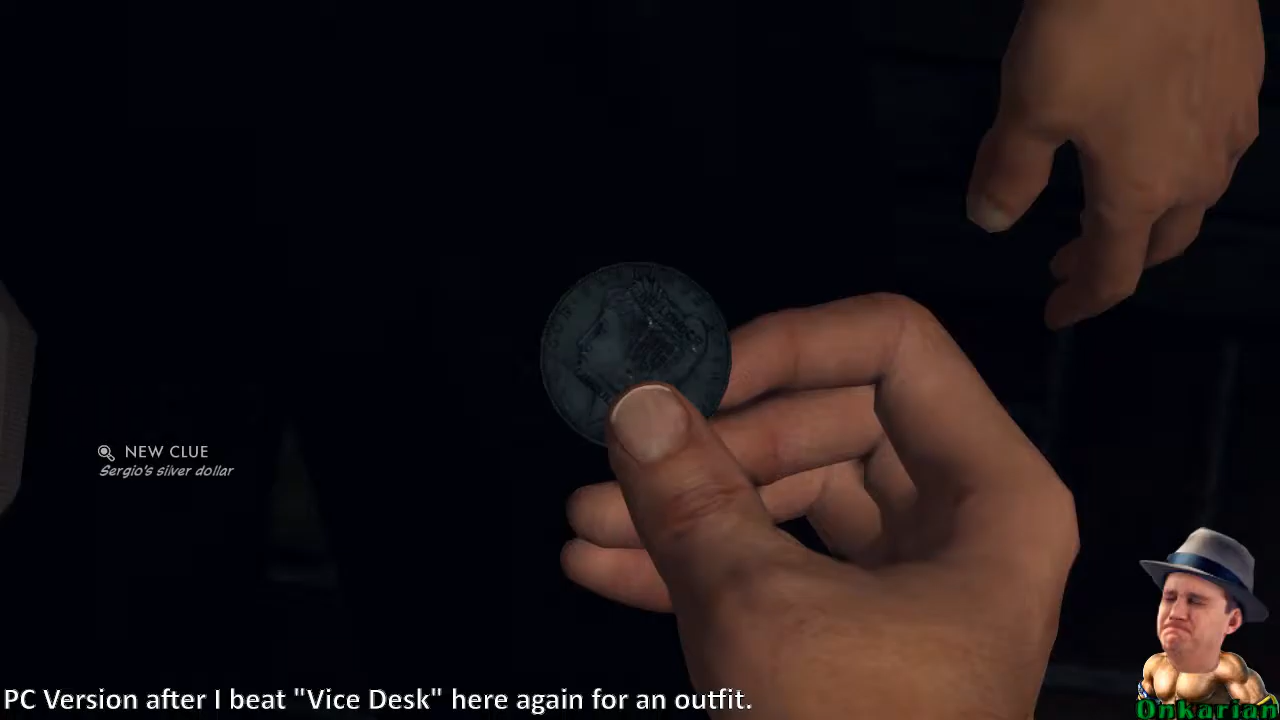 NEW CLUE
Sergio's silver dollar
PC Version after I beat "Vice Desk" here again for an outfit.
Onkarian